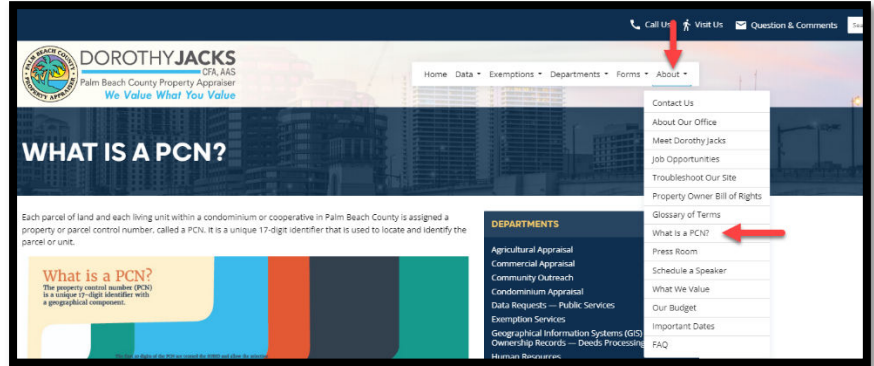 Call Us
Visit Us
Question & Comments
PALM BEACH COUNTY
PROPERTY APPRAISER
DOROTHY JACKS
CFA, AAS
Palm Beach County Property Appraiser
We Value What You Value
Home Data Exemptions Departments Forms About
Contact Us
About Our Office
Meet Dorothy Jacks
Job Opportunities
Troubleshoot Our Site
Property Owner Bill of Rights
Glossary of Terms
What Is a PCN?
Press Room
Schedule a Speaker
What We Value
Our Budget
Important Dates
FAQ
WHAT IS A PCN?
Each parcel of land and each living unit within a condominium or cooperative in Palm Beach County is assigned a
property or parcel control number, called a PCN. It is a unique 17-digit identifier that is used to locate and identify the
parcel or unit.
What is a PCN?
The property control number (PCN)
is a unique 17-digit identifier with
a geographical component.
DEPARTMENTS
Agricultural Appraisal
Commercial Appraisal
Community Outreach
Condominium Appraisal
Data Requests — Public Services
Exemption Services
Geographical Information Systems (GIS)
Ownership Records — Deeds Processing
Human Resources